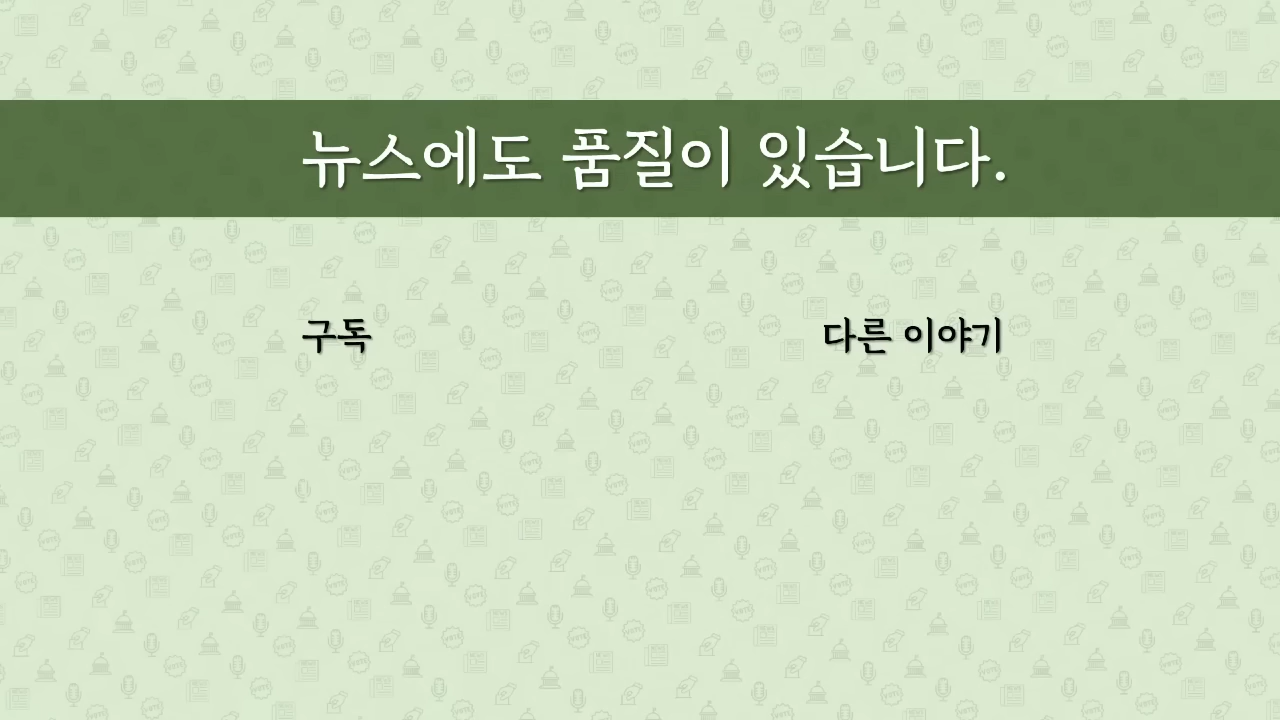 뉴스에도 품질이 있습니다.
구독
다른 이야기